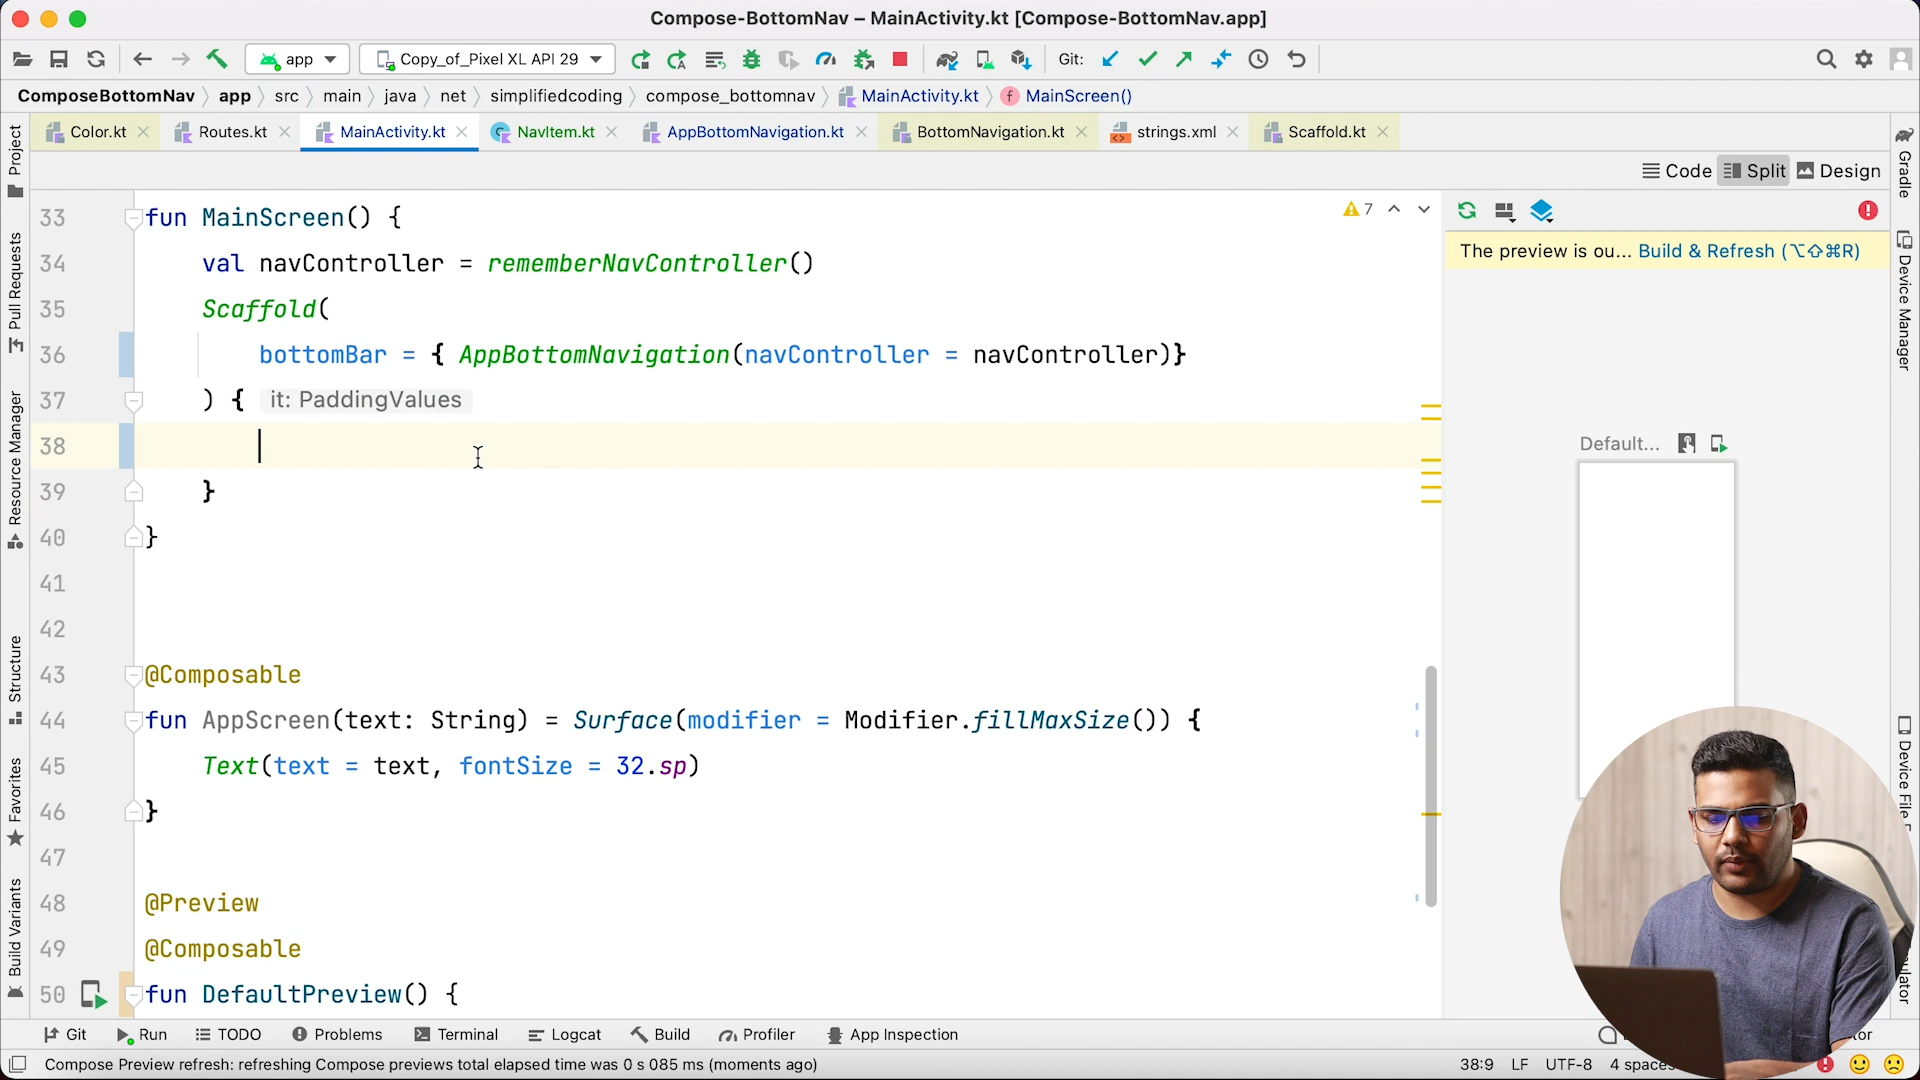 Compose-BottomNav – MainActivity.kt [Compose-BottomNav.app]
app
Copy_of_Pixel XL API 29
Git:
ComposeBottomNav
app
src
main
java
net
simplifiedcoding
compose_bottomnav
MainActivity.kt
MainScreen()
Color.kt
Routes.kt
MainActivity.kt
NavItem.kt
AppBottomNavigation.kt
BottomNavigation.kt
strings.xml
Scaffold.kt
Code
Split
Design
33 fun MainScreen() {
34 val navController = rememberNavController()
35 Scaffold(
36 bottomBar = { AppBottomNavigation(navController = navController)}
37 ) { it: PaddingValues
38
39 }
40 }
41
42
43 @Composable
44 fun AppScreen(text: String) = Surface(modifier = Modifier.fillMaxSize()) {
45 Text(text = text, fontSize = 32.sp)
46 }
47
48 @Preview
49 @Composable
50 fun DefaultPreview() {
7
The preview is ou... Build & Refresh (⌥⇧⌘R)
Default...
Project
Pull Requests
Resource Manager
Structure
Favorites
Build Variants
Gradle
Device Manager
Device File
Git
Run
TODO
Problems
Terminal
Logcat
Build
Profiler
App Inspection
Compose Preview refresh: refreshing Compose previews total elapsed time was 0 s 085 ms (moments ago)
38:9
LF
UTF-8
4 spaces